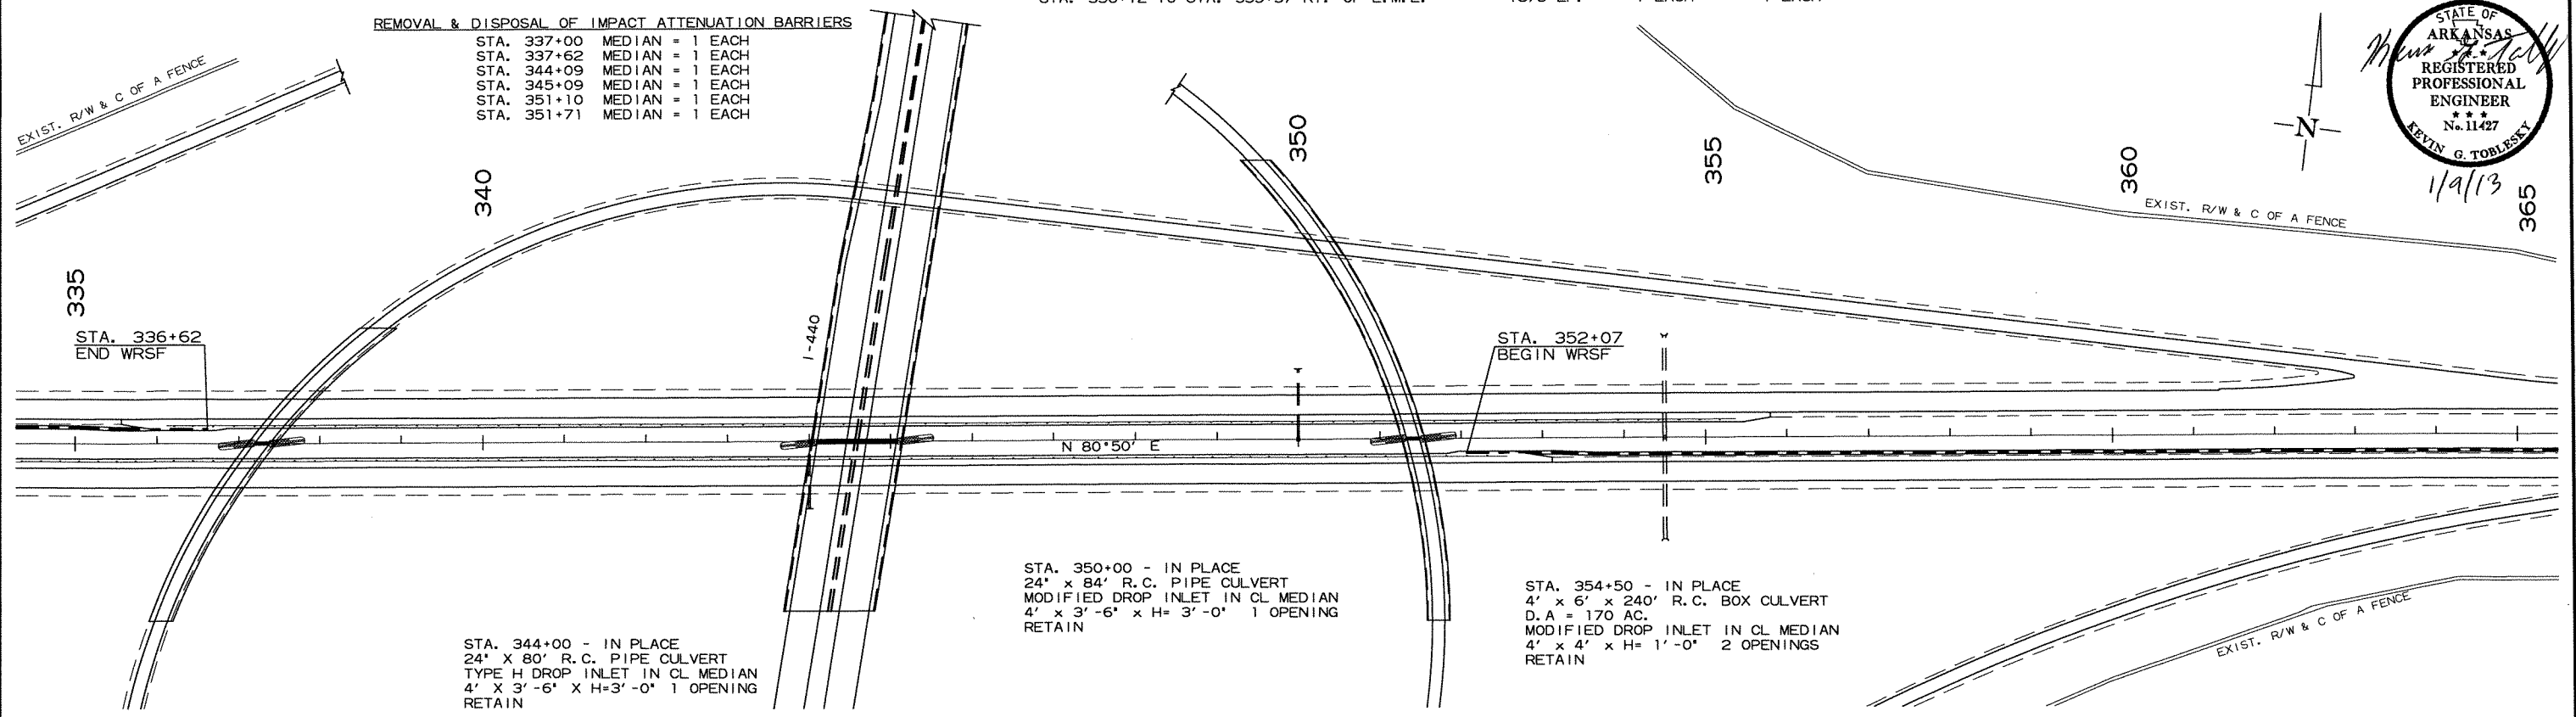 REMOVAL & DISPOSAL OF IMPACT ATTENUATION BARRIERS
STA. 337+00 MEDIAN = 1 EACH
STA. 337+62 MEDIAN = 1 EACH
STA. 344+09 MEDIAN = 1 EACH
STA. 345+09 MEDIAN = 1 EACH
STA. 351+10 MEDIAN = 1 EACH
STA. 351+71 MEDIAN = 1 EACH
STATE OF
ARKANSAS
REGISTERED
PROFESSIONAL
ENGINEER
No. 11427
KEVIN G. TOBLESKY
1/9/13
N
EXIST. R/W & C OF A FENCE
335
340
350
355
360
365
EXIST. R/W & C OF A FENCE
STA. 336+62
END WRSF
I-440
STA. 352+07
BEGIN WRSF
N 80°50' E
STA. 344+00 - IN PLACE
24" X 80' R.C. PIPE CULVERT
TYPE H DROP INLET IN CL MEDIAN
4' X 3'-6" X H=3'-0" 1 OPENING
RETAIN
STA. 350+00 - IN PLACE
24" x 84' R.C. PIPE CULVERT
MODIFIED DROP INLET IN CL MEDIAN
4' x 3'-6" x H= 3'-0" 1 OPENING
RETAIN
STA. 354+50 - IN PLACE
4' x 6' x 240' R.C. BOX CULVERT
D.A = 170 AC.
MODIFIED DROP INLET IN CL MEDIAN
4' x 4' x H= 1'-0" 2 OPENINGS
RETAIN
EXIST. R/W & C OF A FENCE